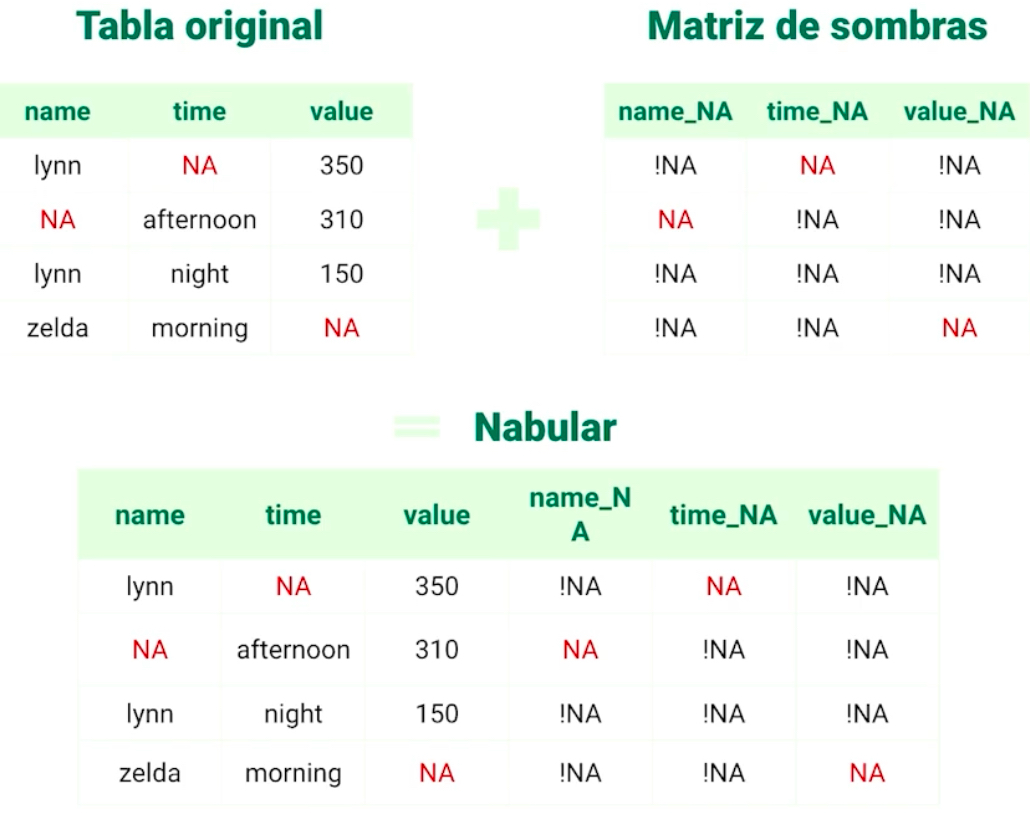 Tabla original
Matriz de sombras
name time value
name_NA time_NA value_NA
lynn NA 350
!NA NA !NA
NA afternoon 310
NA !NA !NA
lynn night 150
!NA !NA !NA
zelda morning NA
!NA !NA NA
= Nabular
name time value name_N
A time_NA value_NA
lynn NA 350 !NA NA !NA
NA afternoon 310 NA !NA !NA
lynn night 150 !NA !NA !NA
zelda morning NA !NA !NA NA